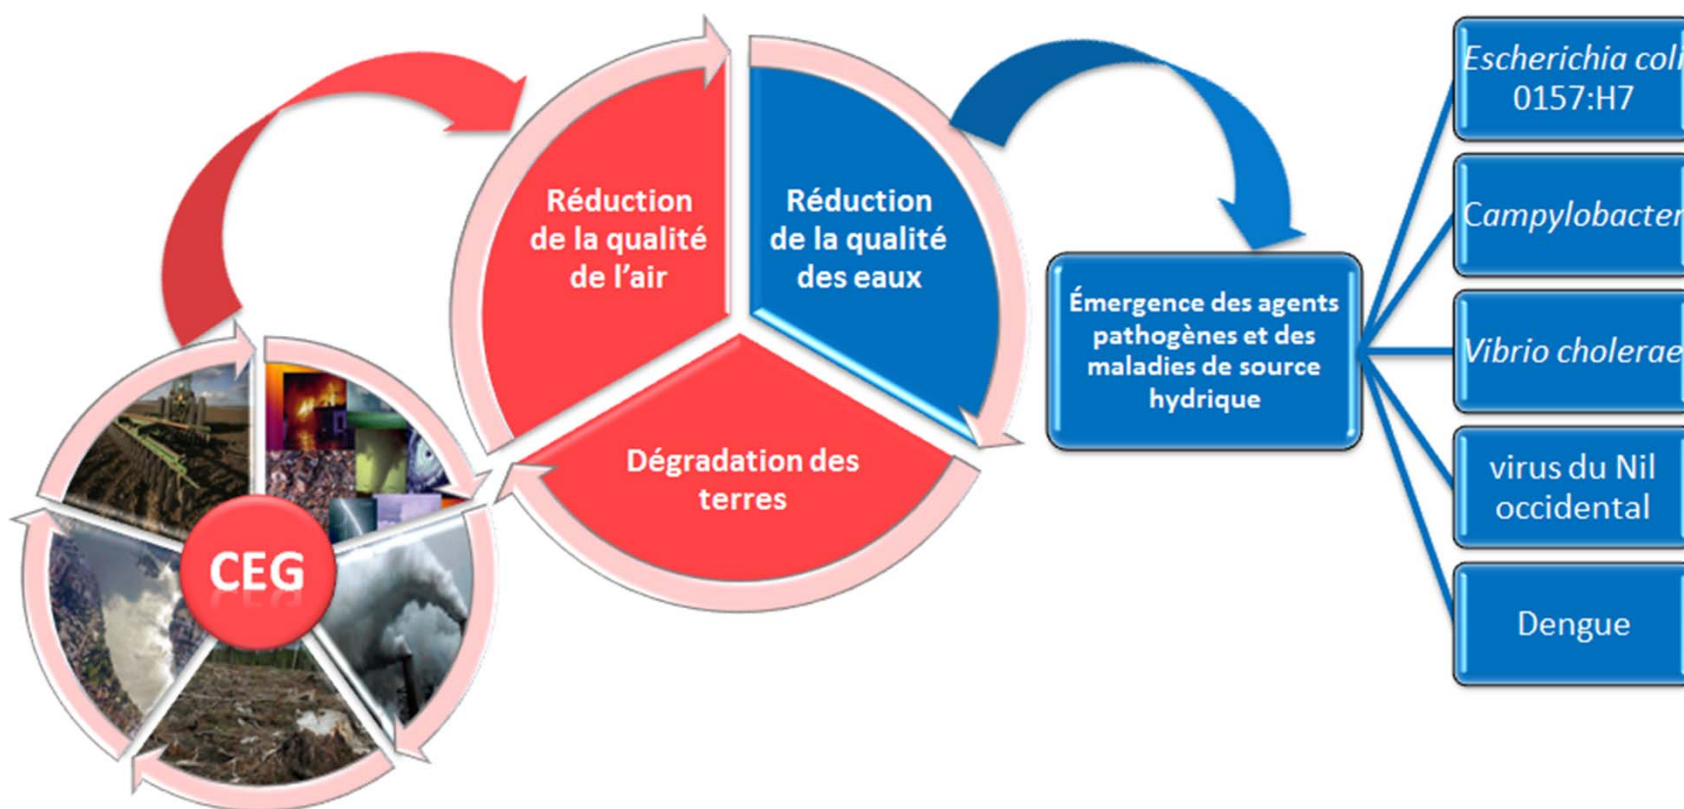 Réduction
de la qualité
de l'air
Réduction
de la qualité
des eaux
Dégradation des
terres
CEG
Émergence des agents
pathogènes et des
maladies de source
hydrique
Escherichia coli
0157:H7
Campylobacter
Vibrio cholerae
virus du Nil
occidental
Dengue